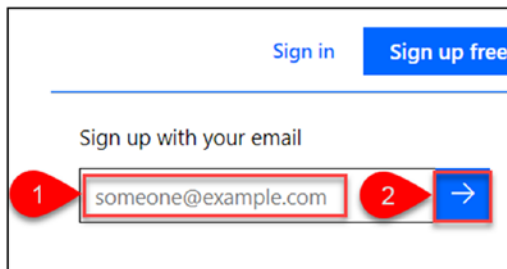 Sign in
Sign up free
Sign up with your email
1
someone@example.com
2